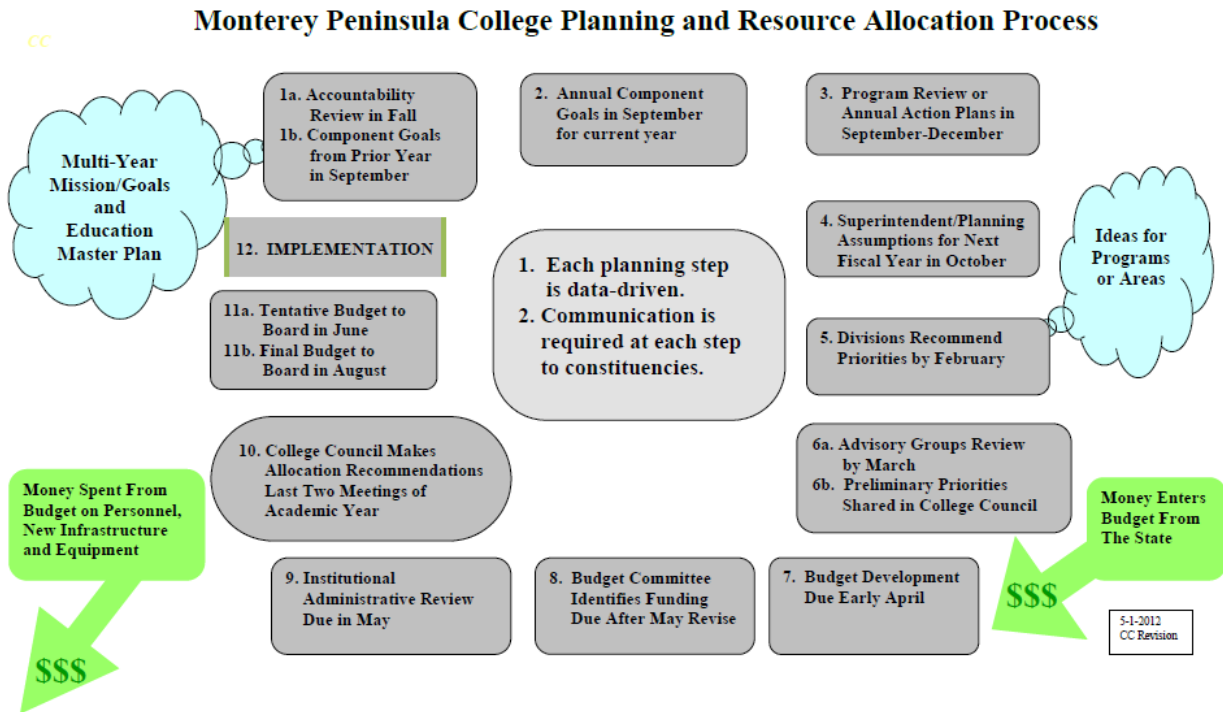 Monterey Peninsula College Planning and Resource Allocation Process
CC
1a. Accountability
Review in Fall
1b. Component Goals
from Prior Year
in September
2. Annual Component
Goals in September
for current year
3. Program Review or
Annual Action Plans in
September-December
Multi-Year
Mission/Goals
and
Education
Master Plan
4. Superintendent/Planning
Assumptions for Next
Fiscal Year in October
Ideas for
Programs
or Areas
12. IMPLEMENTATION
1. Each planning step
is data-driven.
2. Communication is
required at each step
to constituencies.
11a. Tentative Budget to
Board in June
11b. Final Budget to
Board in August
5. Divisions Recommend
Priorities by February
10. College Council Makes
Allocation Recommendations
Last Two Meetings of
Academic Year
6a. Advisory Groups Review
by March
6b. Preliminary Priorities
Shared in College Council
Money Spent From
Budget on Personnel,
New Infrastructure
and Equipment
$$$
Money Enters
Budget From
The State
$$$
9. Institutional
Administrative Review
Due in May
8. Budget Committee
Identifies Funding
Due After May Revise
7. Budget Development
Due Early April
5-1-2012
CC Revision